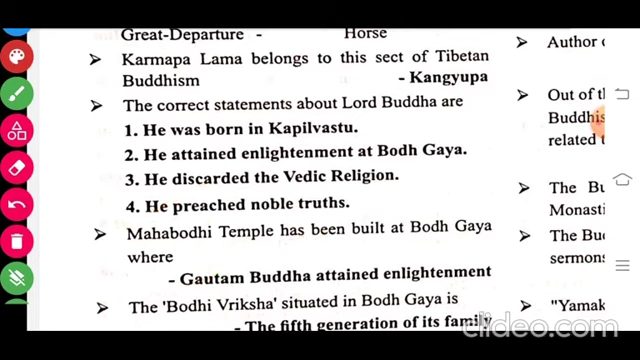 Great-Departure - Horse
Karmapa Lama belongs to this sect of Tibetan
Buddhism - Kangyupa
The correct statements about Lord Buddha are
1. He was born in Kapilvastu.
2. He attained enlightenment at Bodh Gaya.
3. He discarded the Vedic Religion.
4. He preached noble truths.
Mahabodhi Temple has been built at Bodh Gaya
where
- Gautam Buddha attained enlightenment
The 'Bodhi Vriksha' situated in Bodh Gaya is
- The fifth generation of its family
Author
Out of
Buddhis
related
The Bu
Monasti
The Bud
sermons
"Yamak
clideo.com